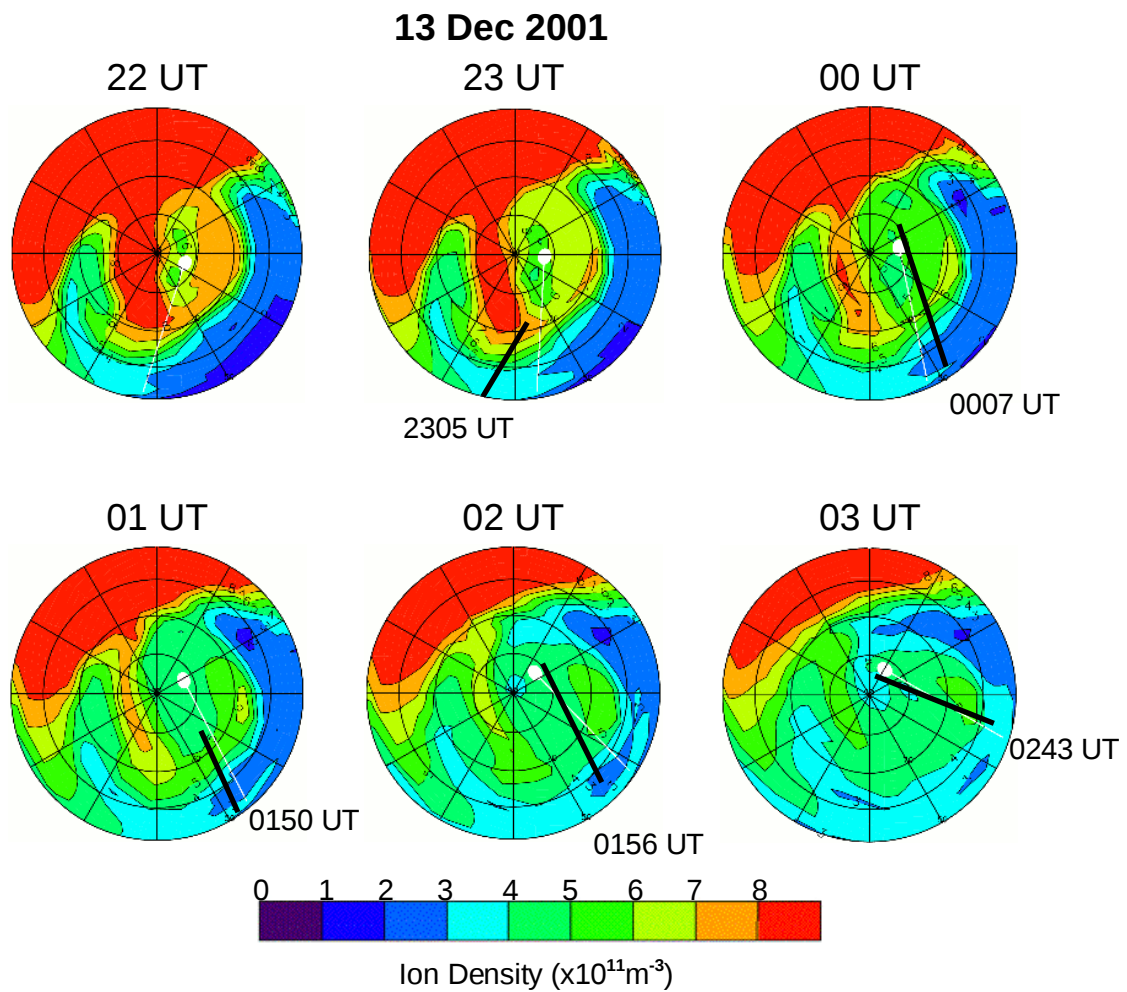 13 Dec 2001
22 UT 23 UT 00 UT
2305 UT
0007 UT
01 UT 02 UT 03 UT
0150 UT
0156 UT
0243 UT
0 1 2 3 4 5 6 7 8
Ion Density (x10¹¹m⁻³)